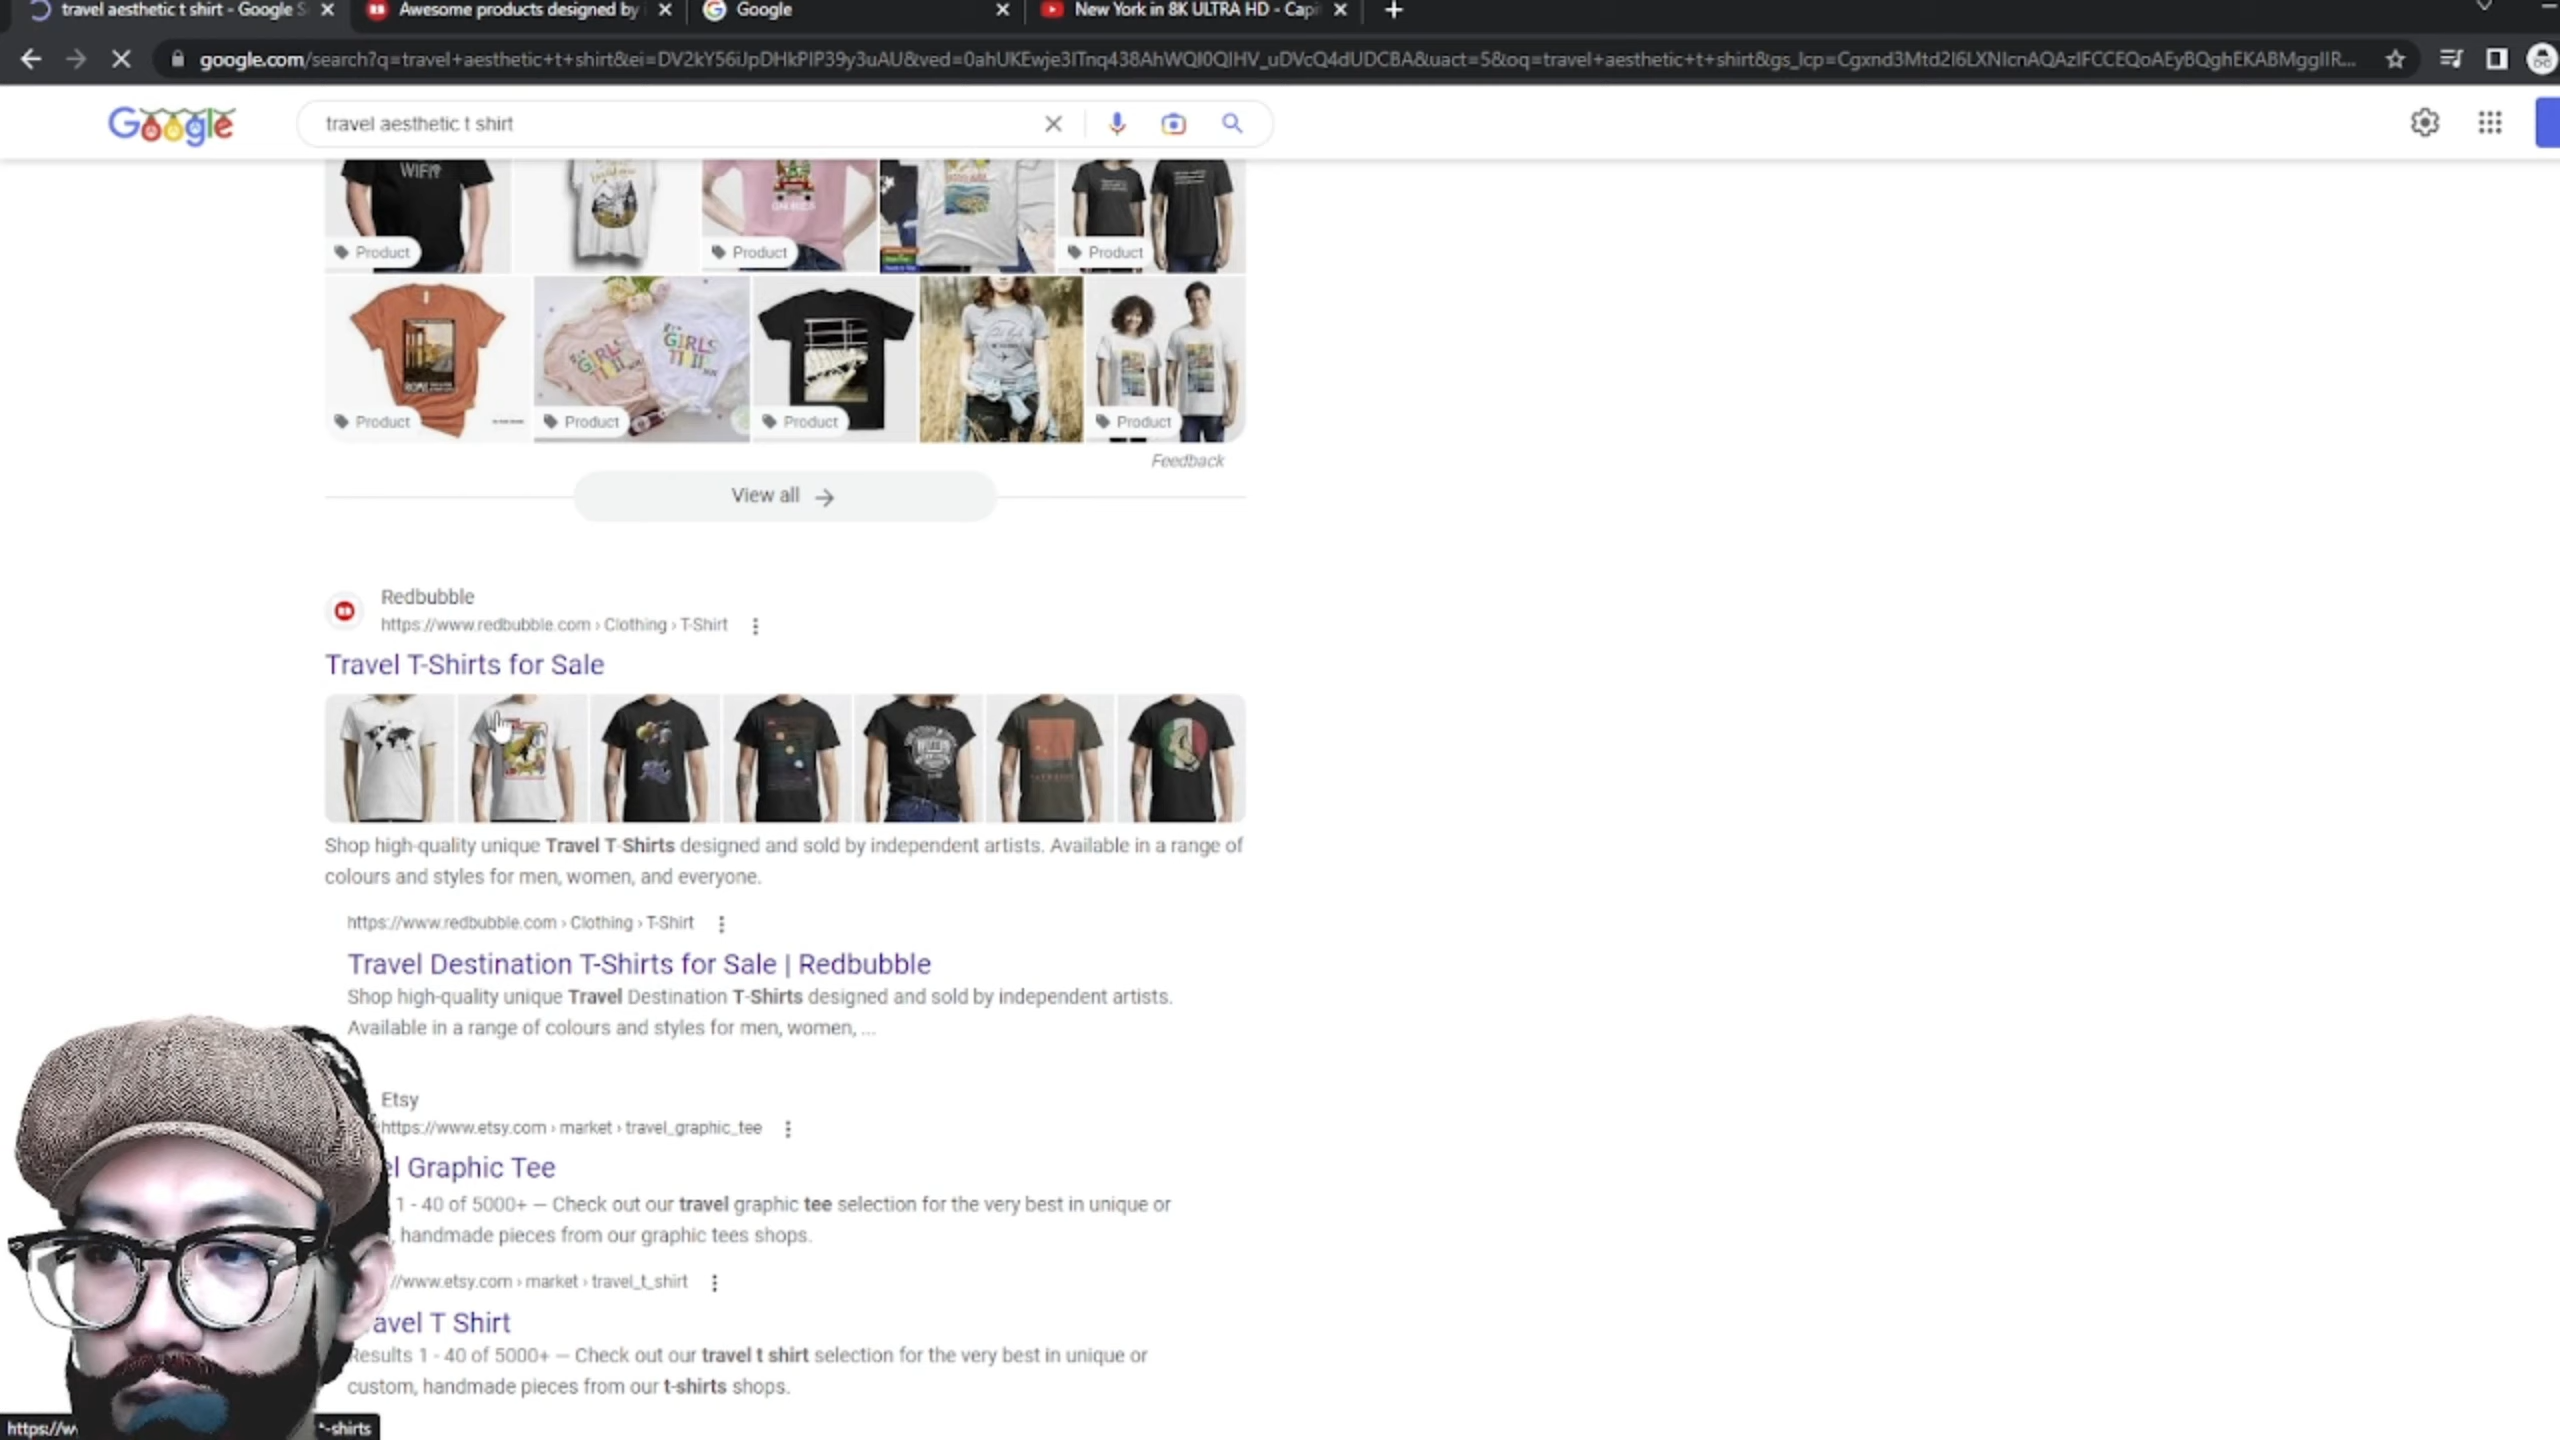 travel aesthetic t shirt - Google S
Awesome products designed by
Google
New York in 8K ULTRA HD - Capi
google.com/search?q=travel+aesthetic+t+shirt&ei=DV2kY56iJpDHkPIP39y3uAU&ved=0ahUKEwje3ITnq438AhWQI0QIHV_uDVcQ4dUDCBA&uact=5&oq=travel+aesthetic+t+shirt&gs_lcp=Cgxnd3Mtd2l6LXNlcnAQAzIFCCEQoAEyBQghEKABMggIIR...
Google
travel aesthetic t shirt
WIFI?
Product
Product
Product
ROME
GIRLS
TRIP
GIRLS
TRIP
Product
Product
Product
Product
Feedback
View all
Redbubble
https://www.redbubble.com › Clothing › T-Shirt
Travel T-Shirts for Sale
Shop high-quality unique Travel T-Shirts designed and sold by independent artists. Available in a range of
colours and styles for men, women, and everyone.
https://www.redbubble.com › Clothing › T-Shirt
Travel Destination T-Shirts for Sale | Redbubble
Shop high-quality unique Travel Destination T-Shirts designed and sold by independent artists.
Available in a range of colours and styles for men, women, ...
Etsy
https://www.etsy.com › market › travel_graphic_tee
el Graphic Tee
1 - 40 of 5000+ — Check out our travel graphic tee selection for the very best in unique or
, handmade pieces from our graphic tees shops.
//www.etsy.com › market › travel_t_shirt
avel T Shirt
Results 1 - 40 of 5000+ — Check out our travel t shirt selection for the very best in unique or
custom, handmade pieces from our t-shirts shops.
https://w
-shirts